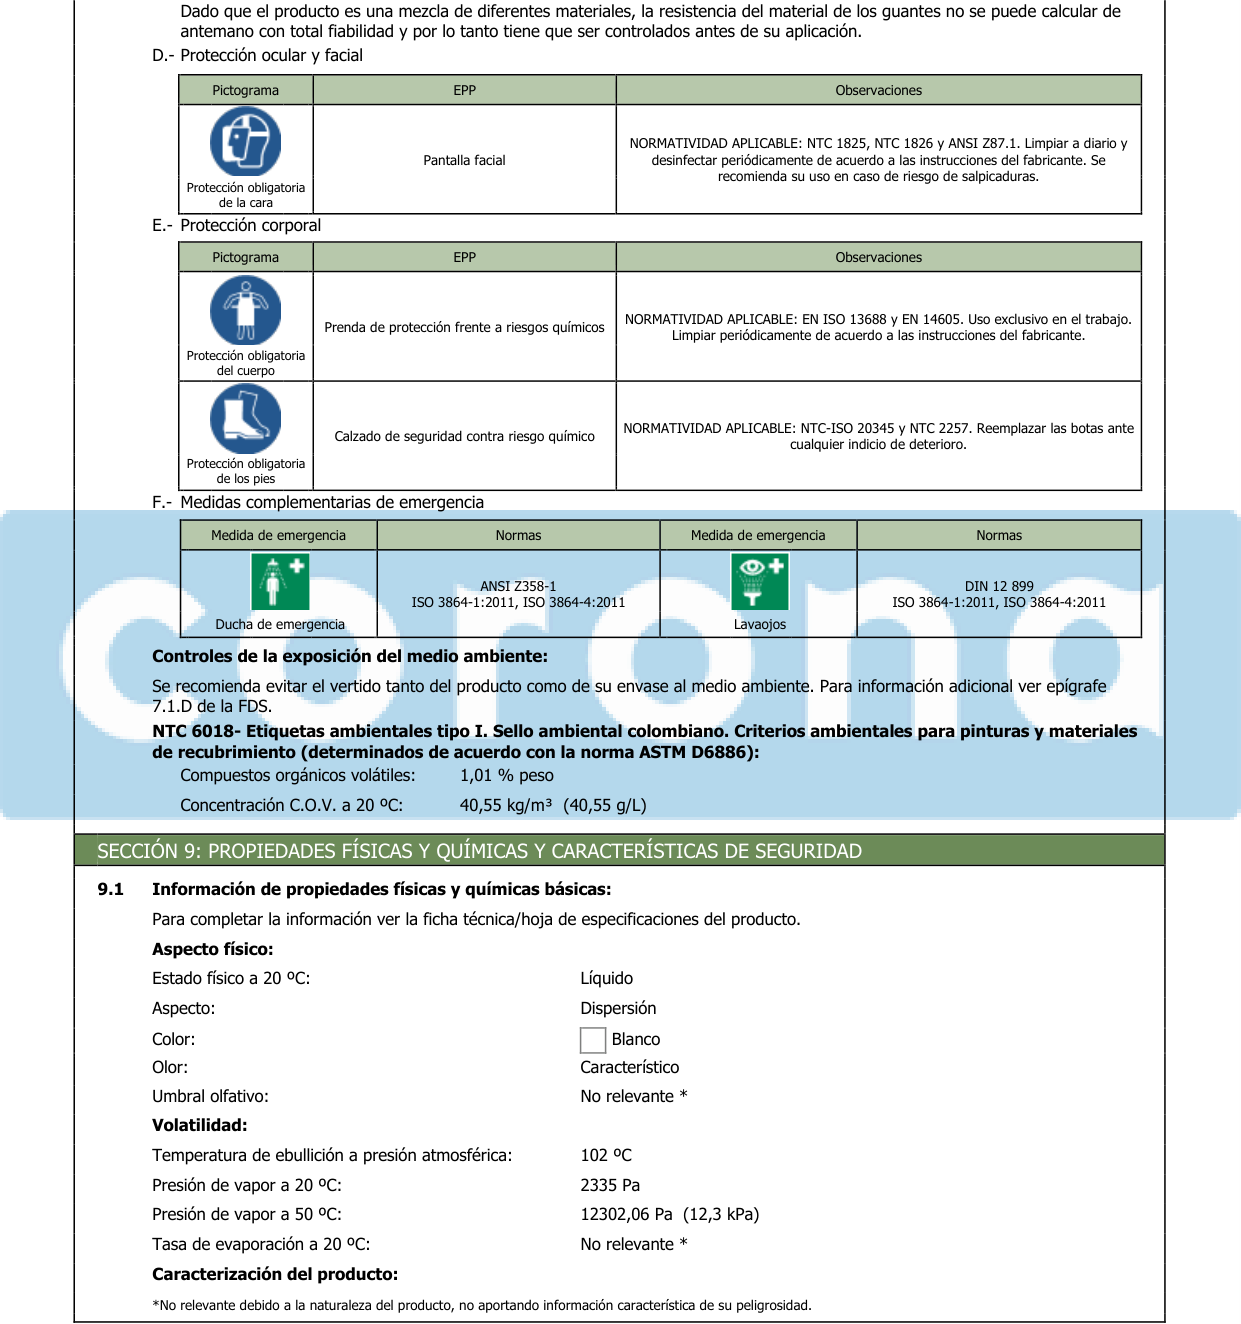 Dado que el producto es una mezcla de diferentes materiales, la resistencia del material de los guantes no se puede calcular de
antemano con total fiabilidad y por lo tanto tiene que ser controlados antes de su aplicación.
D.- Protección ocular y facial
Pictograma EPP Observaciones
Protección obligatoria
de la cara
Pantalla facial
NORMATIVIDAD APLICABLE: NTC 1825, NTC 1826 y ANSI Z87.1. Limpiar a diario y
desinfectar periódicamente de acuerdo a las instrucciones del fabricante. Se
recomienda su uso en caso de riesgo de salpicaduras.
E.- Protección corporal
Pictograma EPP Observaciones
Protección obligatoria
del cuerpo
Prenda de protección frente a riesgos químicos
NORMATIVIDAD APLICABLE: EN ISO 13688 y EN 14605. Uso exclusivo en el trabajo.
Limpiar periódicamente de acuerdo a las instrucciones del fabricante.
Protección obligatoria
de los pies
Calzado de seguridad contra riesgo químico
NORMATIVIDAD APLICABLE: NTC-ISO 20345 y NTC 2257. Reemplazar las botas ante
cualquier indicio de deterioro.
F.- Medidas complementarias de emergencia
Medida de emergencia Normas Medida de emergencia Normas
Ducha de emergencia
ANSI Z358-1
ISO 3864-1:2011, ISO 3864-4:2011
Lavaojos
DIN 12 899
ISO 3864-1:2011, ISO 3864-4:2011
corona
Controles de la exposición del medio ambiente:
Se recomienda evitar el vertido tanto del producto como de su envase al medio ambiente. Para información adicional ver epígrafe
7.1.D de la FDS.
NTC 6018- Etiquetas ambientales tipo I. Sello ambiental colombiano. Criterios ambientales para pinturas y materiales
de recubrimiento (determinados de acuerdo con la norma ASTM D6886):
Compuestos orgánicos volátiles: 1,01 % peso
Concentración C.O.V. a 20 ºC: 40,55 kg/m³ (40,55 g/L)
SECCIÓN 9: PROPIEDADES FÍSICAS Y QUÍMICAS Y CARACTERÍSTICAS DE SEGURIDAD
9.1 Información de propiedades físicas y químicas básicas:
Para completar la información ver la ficha técnica/hoja de especificaciones del producto.
Aspecto físico:
Estado físico a 20 ºC: Líquido
Aspecto: Dispersión
Color: Blanco
Olor: Característico
Umbral olfativo: No relevante *
Volatilidad:
Temperatura de ebullición a presión atmosférica: 102 ºC
Presión de vapor a 20 ºC: 2335 Pa
Presión de vapor a 50 ºC: 12302,06 Pa (12,3 kPa)
Tasa de evaporación a 20 ºC: No relevante *
Caracterización del producto:
*No relevante debido a la naturaleza del producto, no aportando información característica de su peligrosidad.